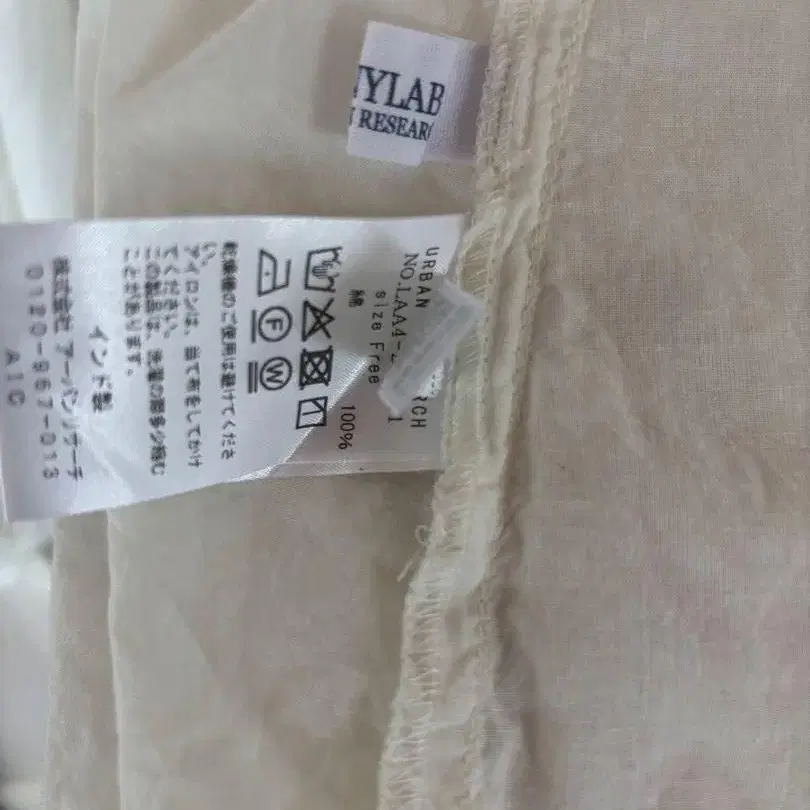 YLAB
RESEAR
URBAN RCH
NO.LAA4-
size Free
綿 100%
乾燥機のご使用は避けてくださ
い。
アイロンは、当て布をしてかけ
てください。
この製品は、洗濯の際多少縮む
ことがあります。
インド製
株式会社 アーバンリサーチ
0120-967-013
AIC